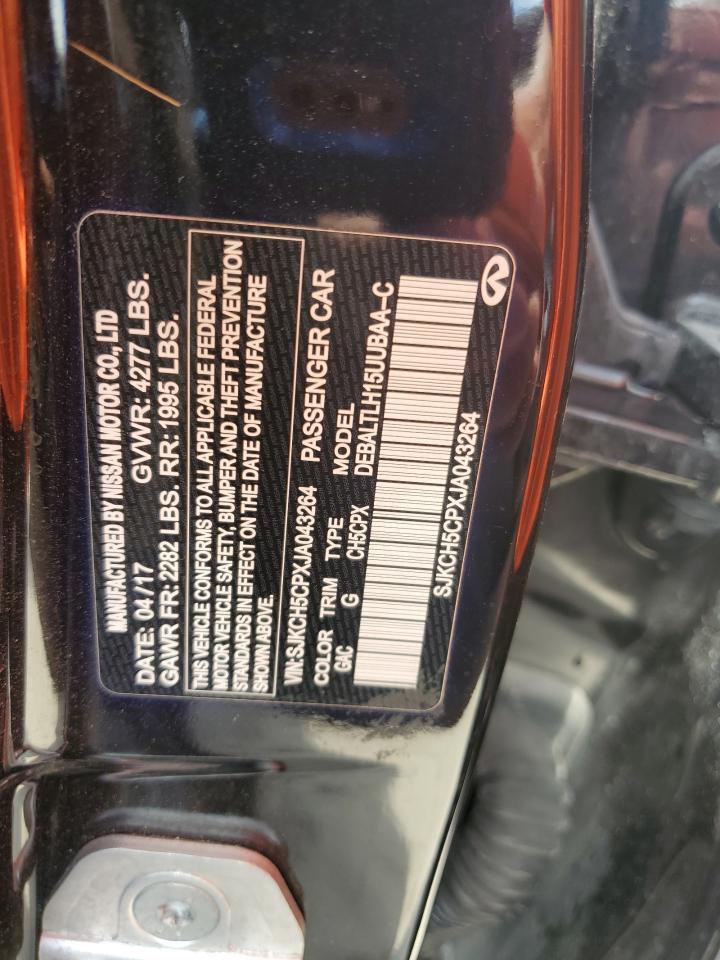 MANUFACTURED BY NISSAN MOTOR CO., LTD
DATE: 04/17 GVWR: 4277 LBS.
GAWR FR: 2282 LBS. RR: 1995 LBS.
THIS VEHICLE CONFORMS TO ALL APPLICABLE FEDERAL
MOTOR VEHICLE SAFETY, BUMPER AND THEFT PREVENTION
STANDARDS IN EFFECT ON THE DATE OF MANUFACTURE
SHOWN ABOVE.
VIN: SJKCH5CPXJA043264 PASSENGER CAR
COLOR TRIM TYPE MODEL
GAC G CH5CPX DEBALTLH15UUBAA-C
SJKCH5CPXJA043264